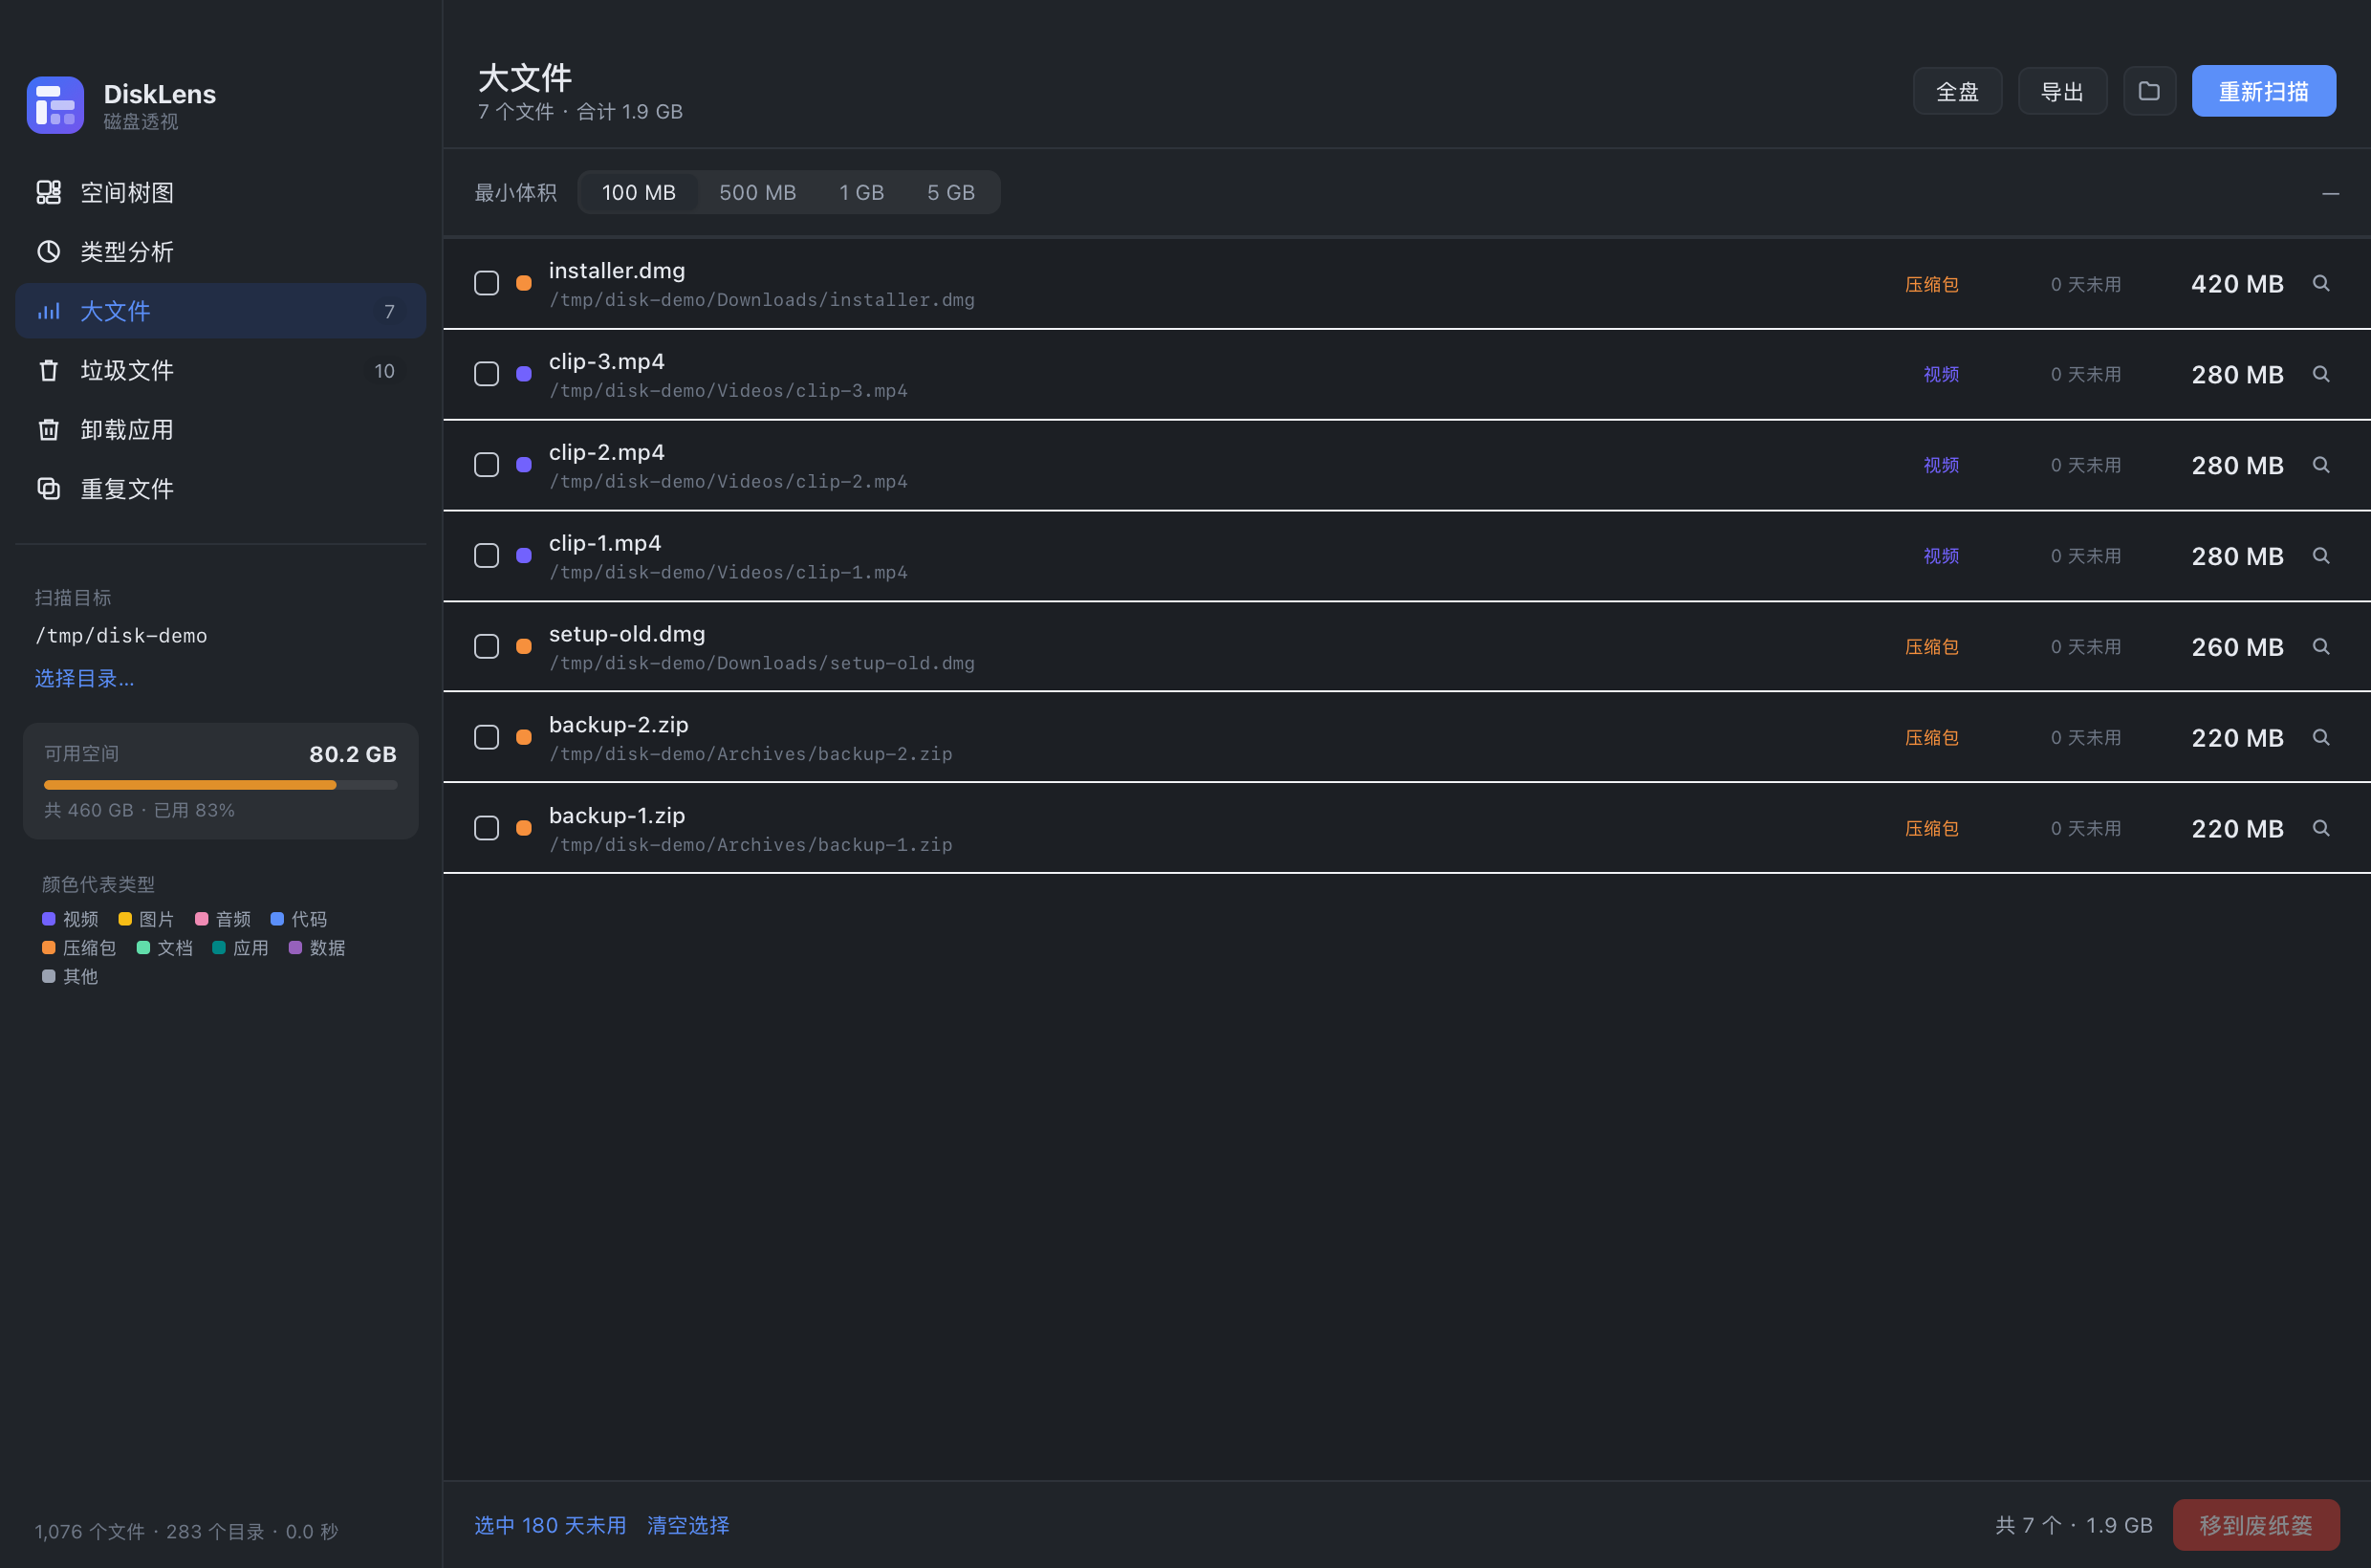 DiskLens
磁盘透视
空间树图
类型分析
大文件 7
垃圾文件 10
卸载应用
重复文件
扫描目标
/tmp/disk-demo
选择目录...
可用空间 80.2 GB
共 460 GB · 已用 83%
颜色代表类型
视频 图片 音频 代码
压缩包 文档 应用 数据
其他
1,076 个文件 · 283 个目录 · 0.0 秒
大文件
7 个文件 · 合计 1.9 GB
全盘 导出 重新扫描
最小体积 100 MB 500 MB 1 GB 5 GB —
installer.dmg
/tmp/disk-demo/Downloads/installer.dmg
压缩包 0 天未用 420 MB
clip-3.mp4
/tmp/disk-demo/Videos/clip-3.mp4
视频 0 天未用 280 MB
clip-2.mp4
/tmp/disk-demo/Videos/clip-2.mp4
视频 0 天未用 280 MB
clip-1.mp4
/tmp/disk-demo/Videos/clip-1.mp4
视频 0 天未用 280 MB
setup-old.dmg
/tmp/disk-demo/Downloads/setup-old.dmg
压缩包 0 天未用 260 MB
backup-2.zip
/tmp/disk-demo/Archives/backup-2.zip
压缩包 0 天未用 220 MB
backup-1.zip
/tmp/disk-demo/Archives/backup-1.zip
压缩包 0 天未用 220 MB
选中 180 天未用 清空选择
共 7 个 · 1.9 GB 移到废纸篓